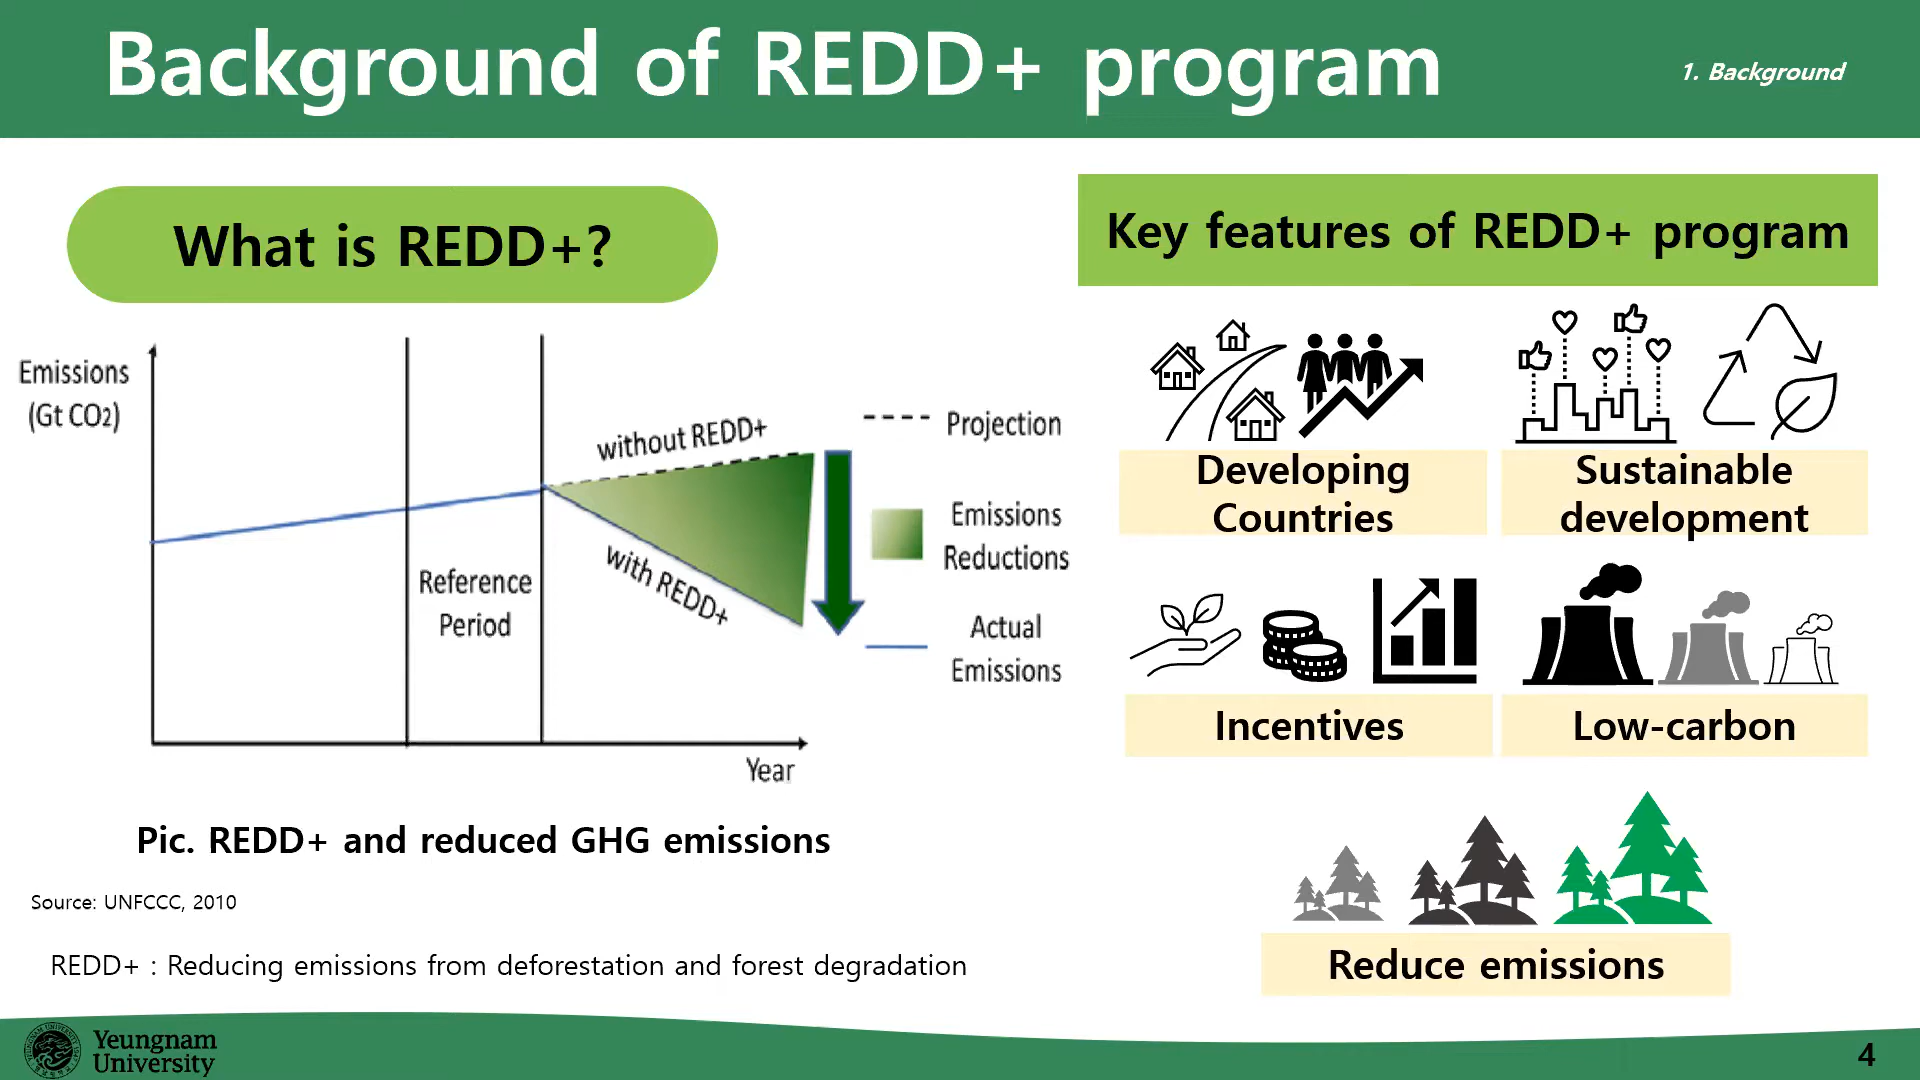 Background of REDD+ program
1. Background
What is REDD+?
Emissions
(Gt CO2)
without REDD+
with REDD+
Reference
Period
Year
Projection
Emissions
Reductions
Actual
Emissions
Pic. REDD+ and reduced GHG emissions
Source: UNFCCC, 2010
REDD+ : Reducing emissions from deforestation and forest degradation
Key features of REDD+ program
Developing
Countries
Sustainable
development
Incentives
Low-carbon
Reduce emissions
Yeungnam
University
4